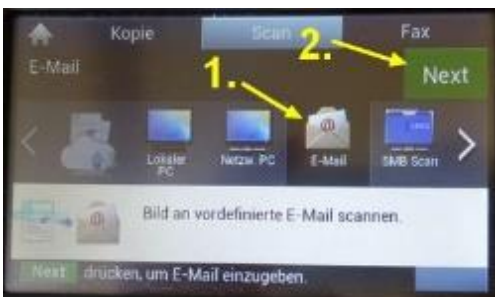 Kopie Scan Fax
2.
E-Mail
1.
Next
Lokaler PC Netzw. PC E-Mail SMB Scan
Bild an vordefinierte E-Mail scannen.
Next drücken, um E-Mail einzugeben.